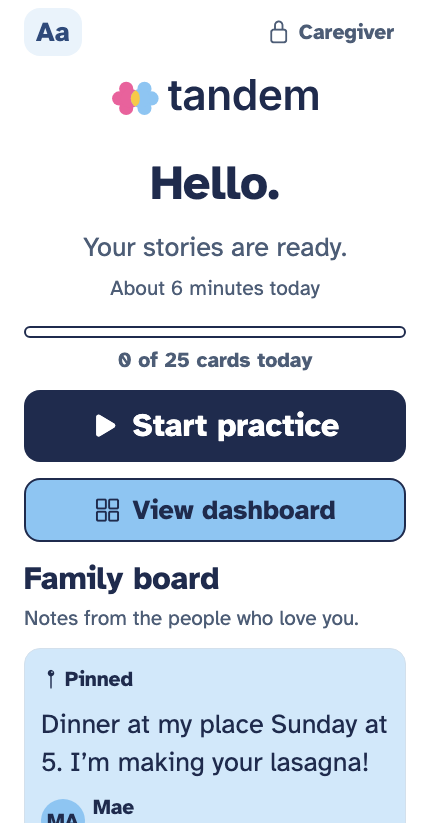 Aa
Caregiver
tandem
Hello.
Your stories are ready.
About 6 minutes today
0 of 25 cards today
Start practice
View dashboard
Family board
Notes from the people who love you.
Pinned
Dinner at my place Sunday at
5. I’m making your lasagna!
Mae
MA